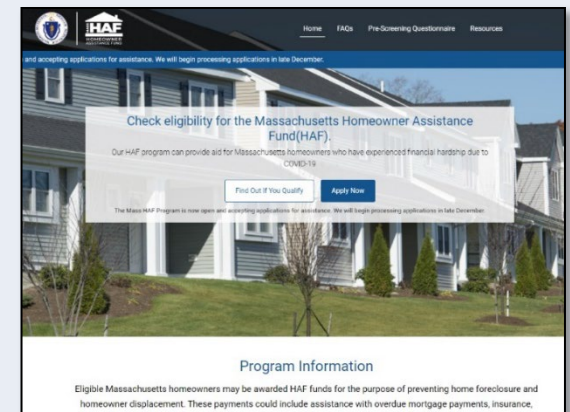 HAF
HOMEOWNER
ASSISTANCE FUND
Home FAQs Pre-Screening Questionnaire Resources
and accepting applications for assistance. We will begin processing applications in late December.
Check eligibility for the Massachusetts Homeowner Assistance
Fund(HAF).
Our HAF program can provide aid for Massachusetts homeowners who have experienced financial hardship due to
COVID-19
Find Out If You Qualify Apply Now
The Mass HAF Program is now open and accepting applications for assistance. We will begin processing applications in late December.
Program Information
Eligible Massachusetts homeowners may be awarded HAF funds for the purpose of preventing home foreclosure and
homeowner displacement. These payments could include assistance with overdue mortgage payments, insurance,